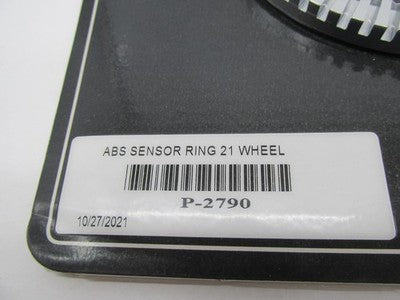 ABS SENSOR RING 21 WHEEL
P-2790
10/27/2021